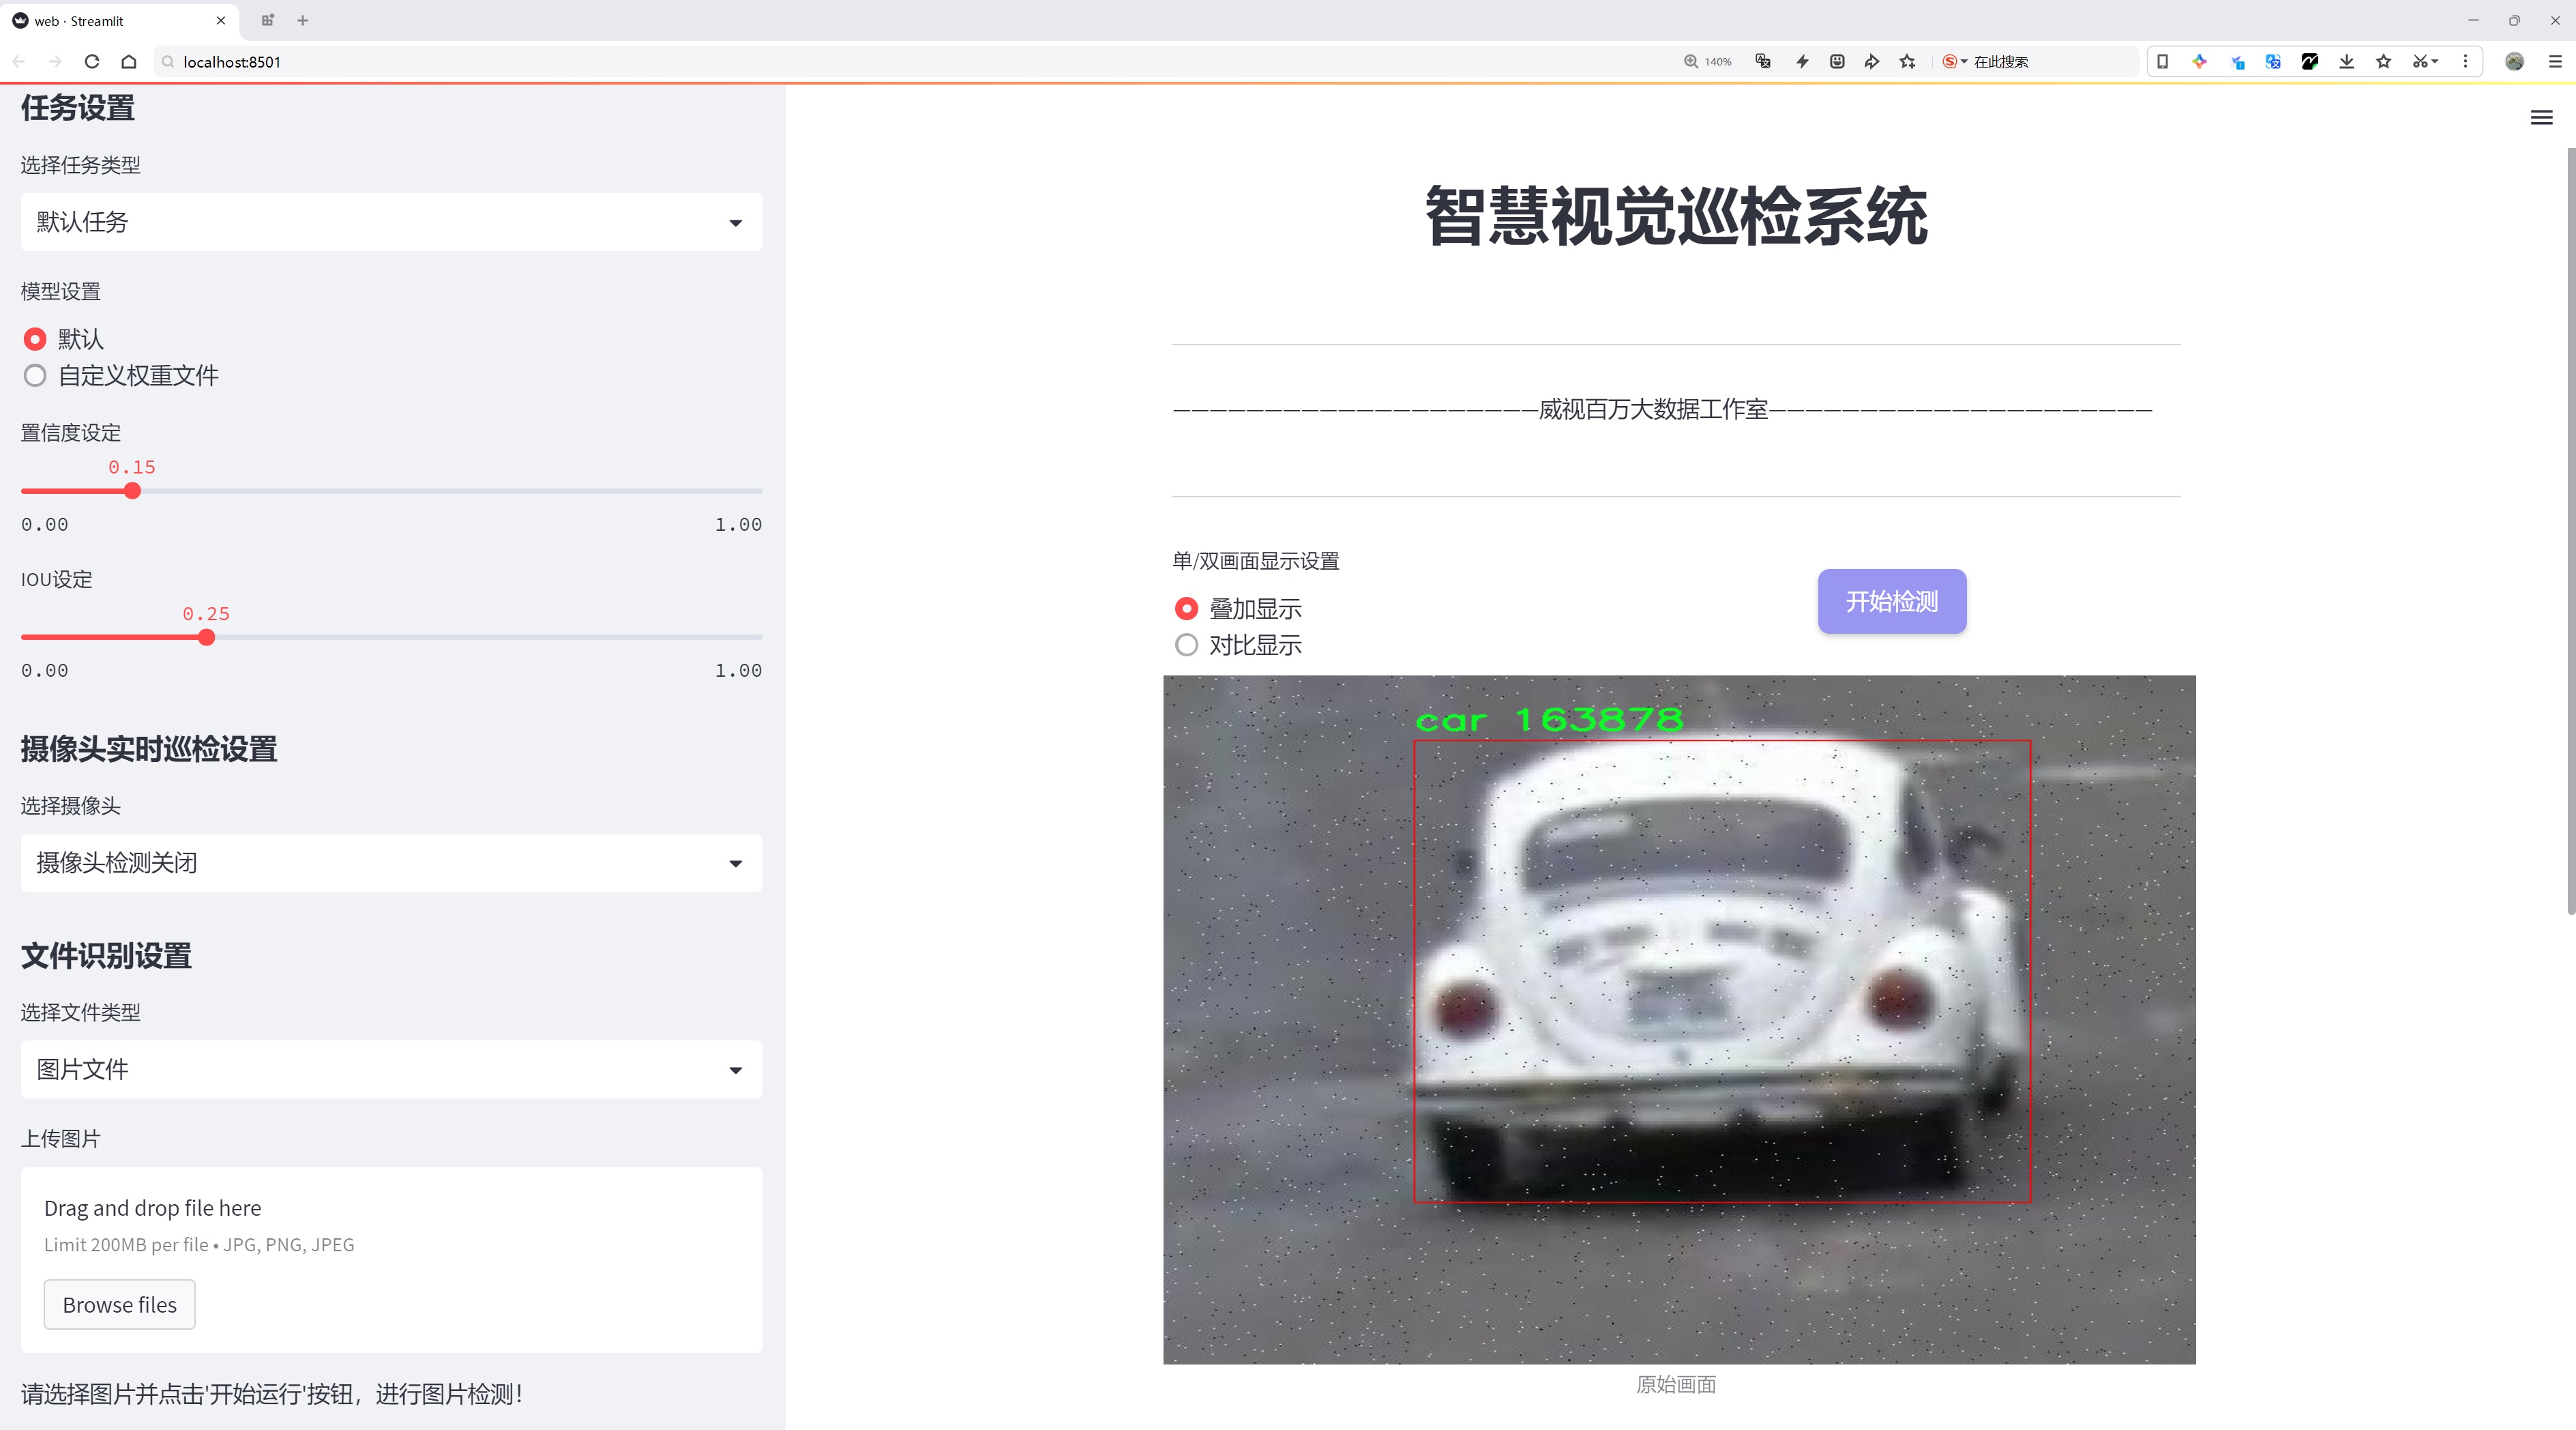 web · Streamlit
localhost:8501
140%
在此搜索
任务设置
选择任务类型
默认任务
模型设置
默认
自定义权重文件
置信度设定
0.15
0.00
1.00
IOU设定
0.25
0.00
1.00
摄像头实时巡检设置
选择摄像头
摄像头检测关闭
文件识别设置
选择文件类型
图片文件
上传图片
Drag and drop file here
Limit 200MB per file • JPG, PNG, JPEG
Browse files
请选择图片并点击'开始运行'按钮，进行图片检测！
智慧视觉巡检系统
————————————————————威视百万大数据工作室—————————————————————
单/双画面显示设置
叠加显示
对比显示
开始检测
car 163878
原始画面